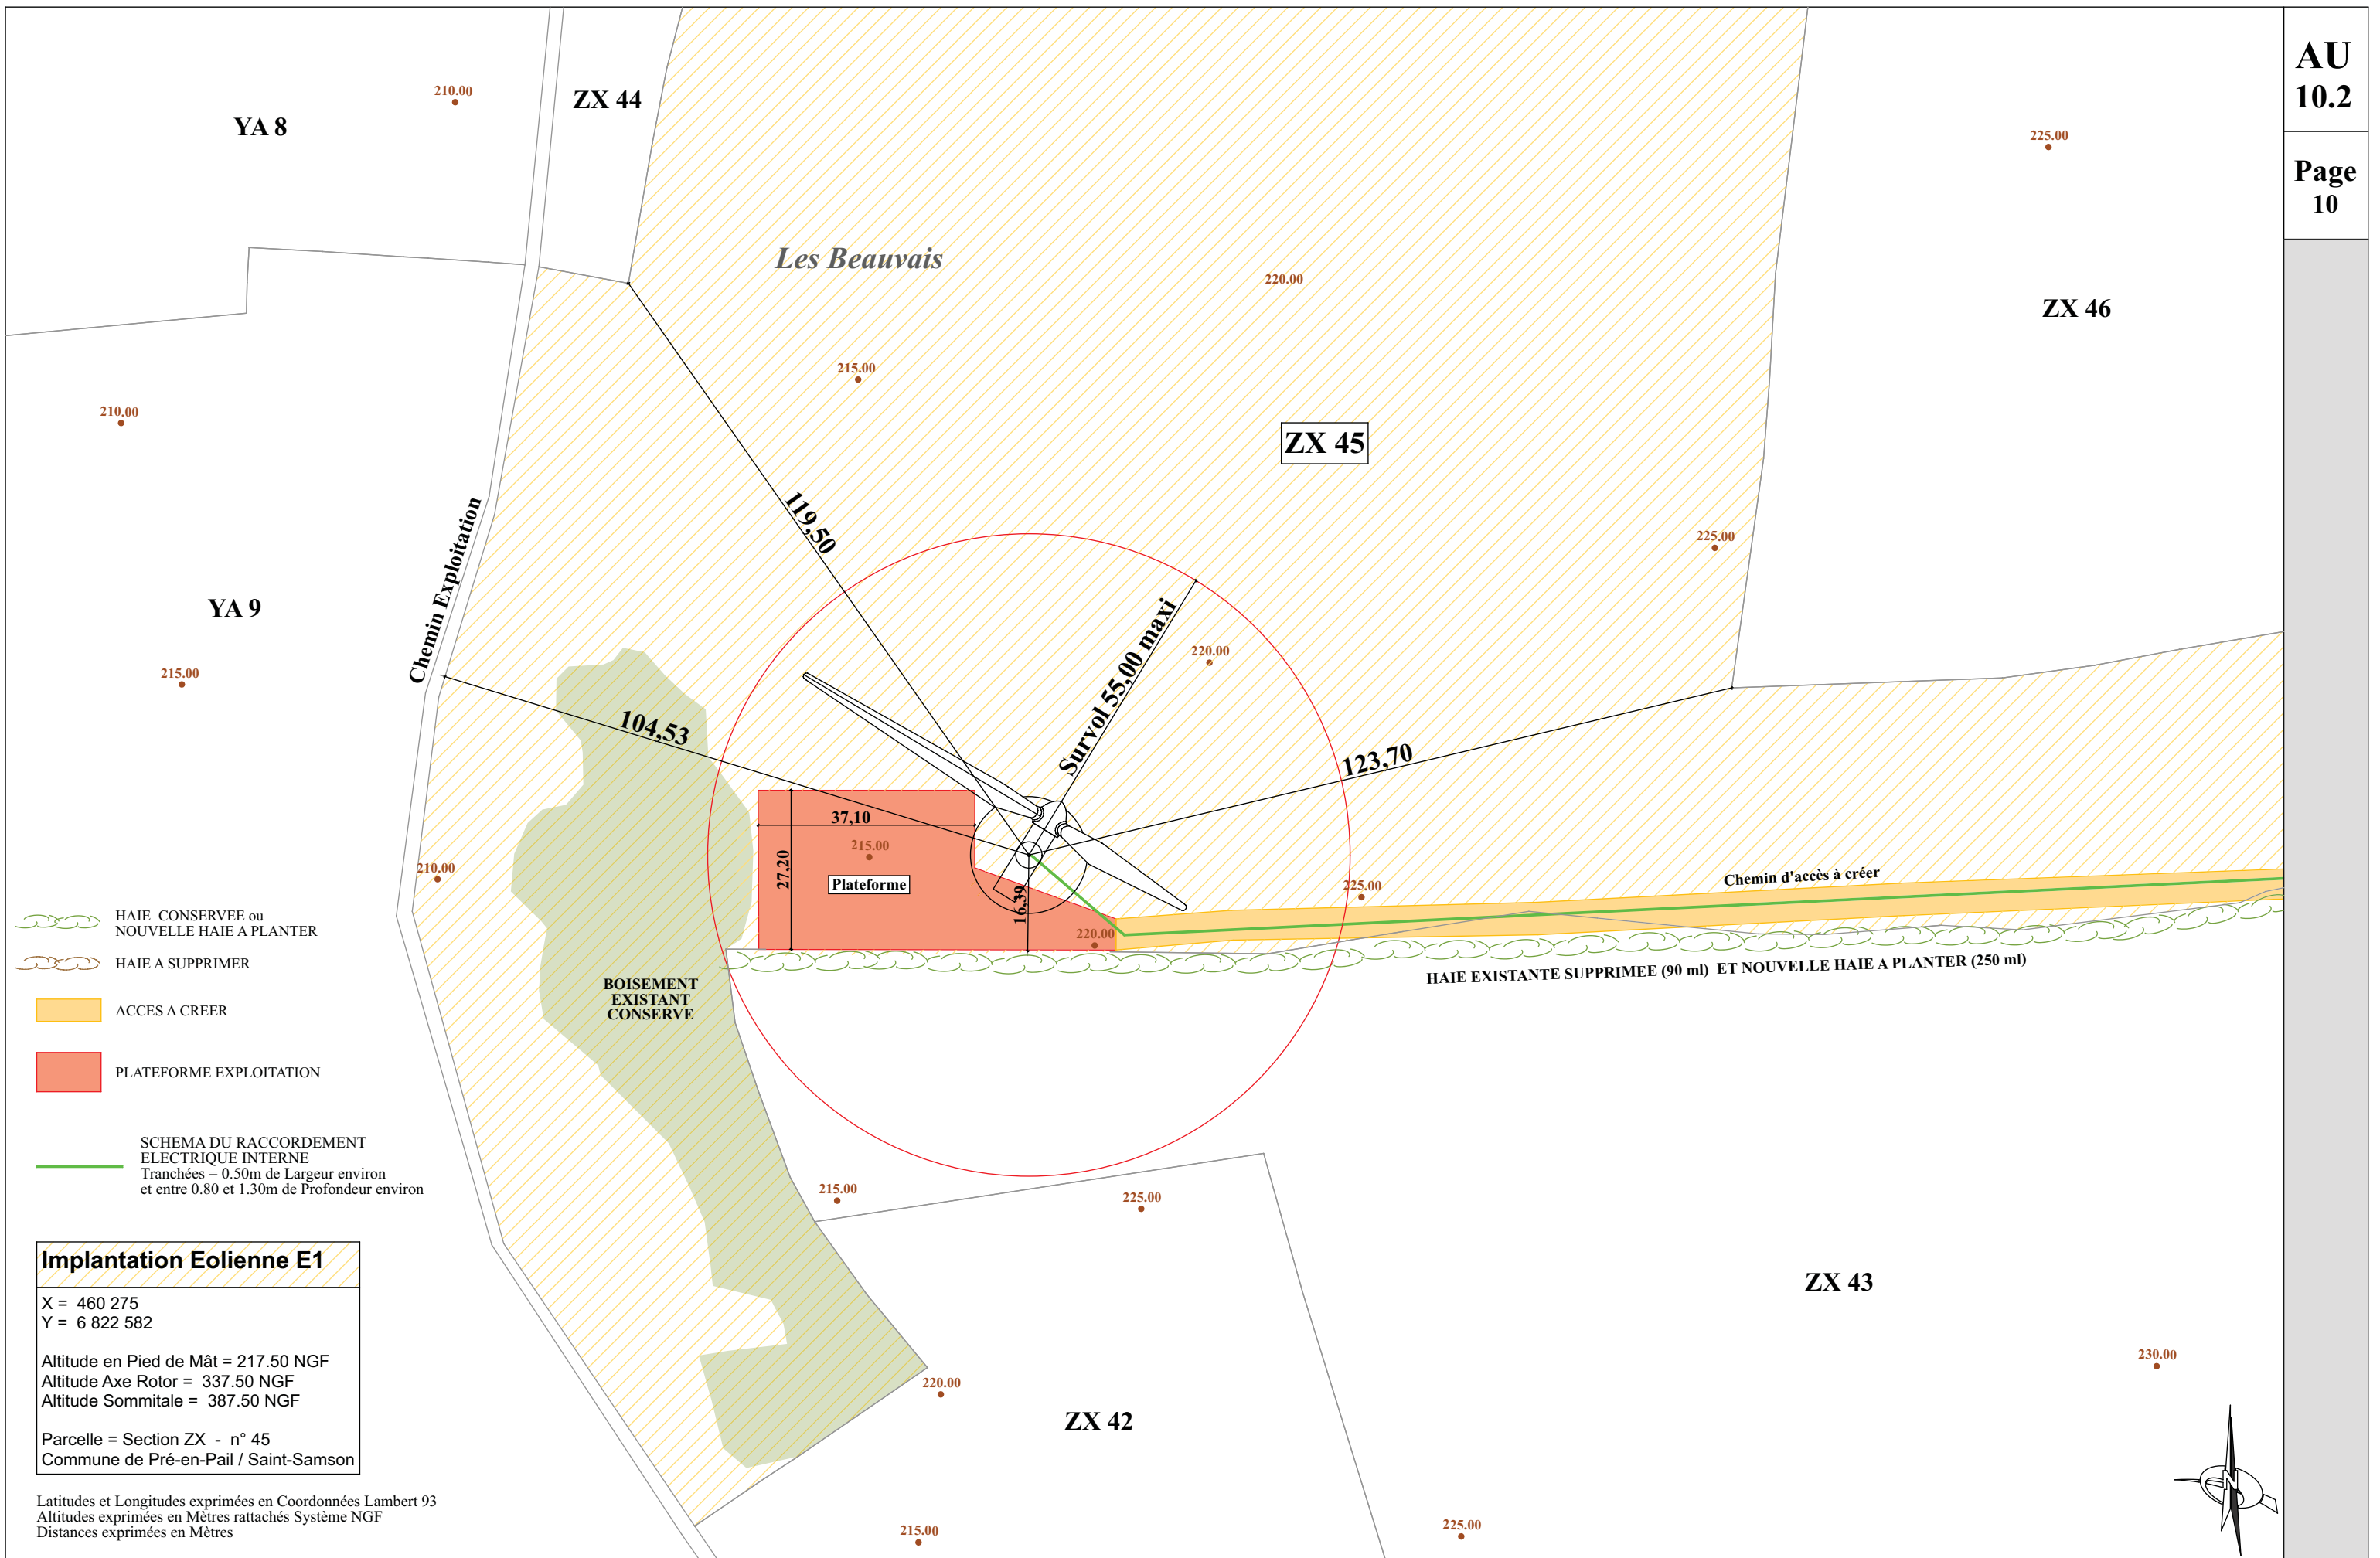 AU
10.2
Page
10
YA 8
210.00
ZX 44
225.00
Les Beauvais
220.00
ZX 46
215.00
210.00
ZX 45
119,50
225.00
Chemin Exploitation
YA 9
215.00
Survol 55,00 maxi
220.00
104,53
123,70
37,10
215.00
27,20
Plateforme
16,39
210.00
225.00
Chemin d'accès à créer
220.00
HAIE EXISTANTE SUPPRIMEE (90 ml) ET NOUVELLE HAIE A PLANTER (250 ml)
BOISEMENT
EXISTANT
CONSERVE
HAIE CONSERVEE ou
NOUVELLE HAIE A PLANTER
HAIE A SUPPRIMER
ACCES A CREER
PLATEFORME EXPLOITATION
SCHEMA DU RACCORDEMENT
ELECTRIQUE INTERNE
Tranchées = 0.50m de Largeur environ
et entre 0.80 et 1.30m de Profondeur environ
215.00
225.00
Implantation Eolienne E1
X = 460 275
Y = 6 822 582
Altitude en Pied de Mât = 217.50 NGF
Altitude Axe Rotor = 337.50 NGF
Altitude Sommitale = 387.50 NGF
Parcelle = Section ZX - n° 45
Commune de Pré-en-Pail / Saint-Samson
ZX 43
230.00
220.00
ZX 42
215.00
225.00
N
Latitudes et Longitudes exprimées en Coordonnées Lambert 93
Altitudes exprimées en Mètres rattachés Système NGF
Distances exprimées en Mètres